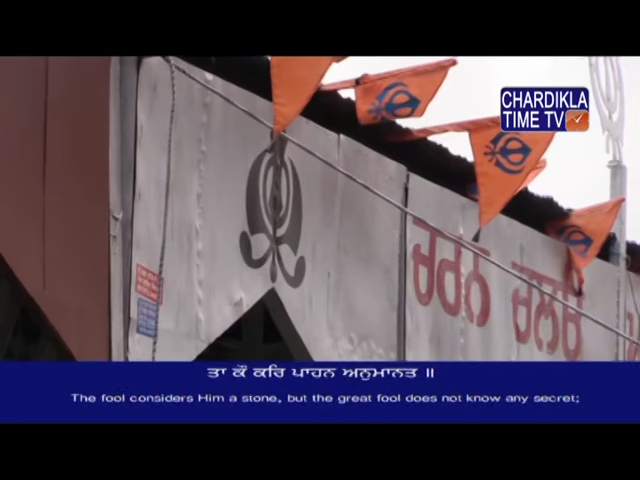 CHARDIKLA
TIME TV
ਚਰਨ ਚਲਉ
ਤਾ ਕੌ ਕਰਿ ਪਾਹਨ ਅਨੁਮਾਨਤ ॥
The fool considers Him a stone, but the great fool does not know any secret;